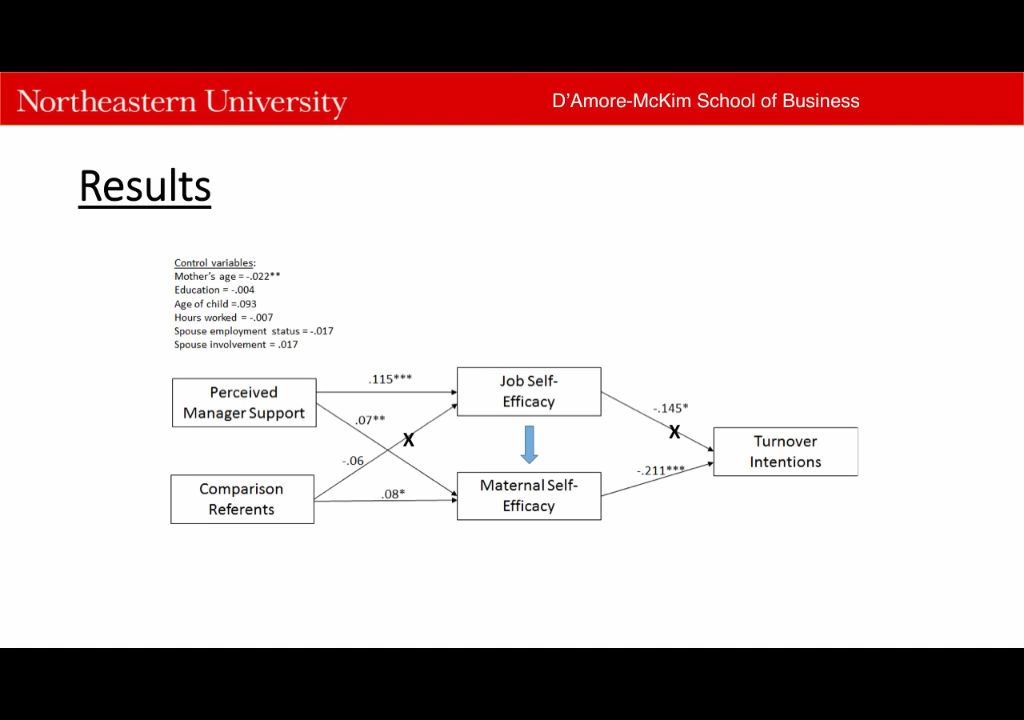 Northeastern University
D'Amore-McKim School of Business
Results
Control variables:
Mother's age = -.022**
Education = -.004
Age of child =.093
Hours worked = -.007
Spouse employment status = -.017
Spouse involvement = .017
Perceived
Manager Support
Comparison
Referents
.115***
.07**
X
-.06
.08*
Job Self-
Efficacy
Maternal Self-
Efficacy
-.145*
X
-.211***
Turnover
Intentions